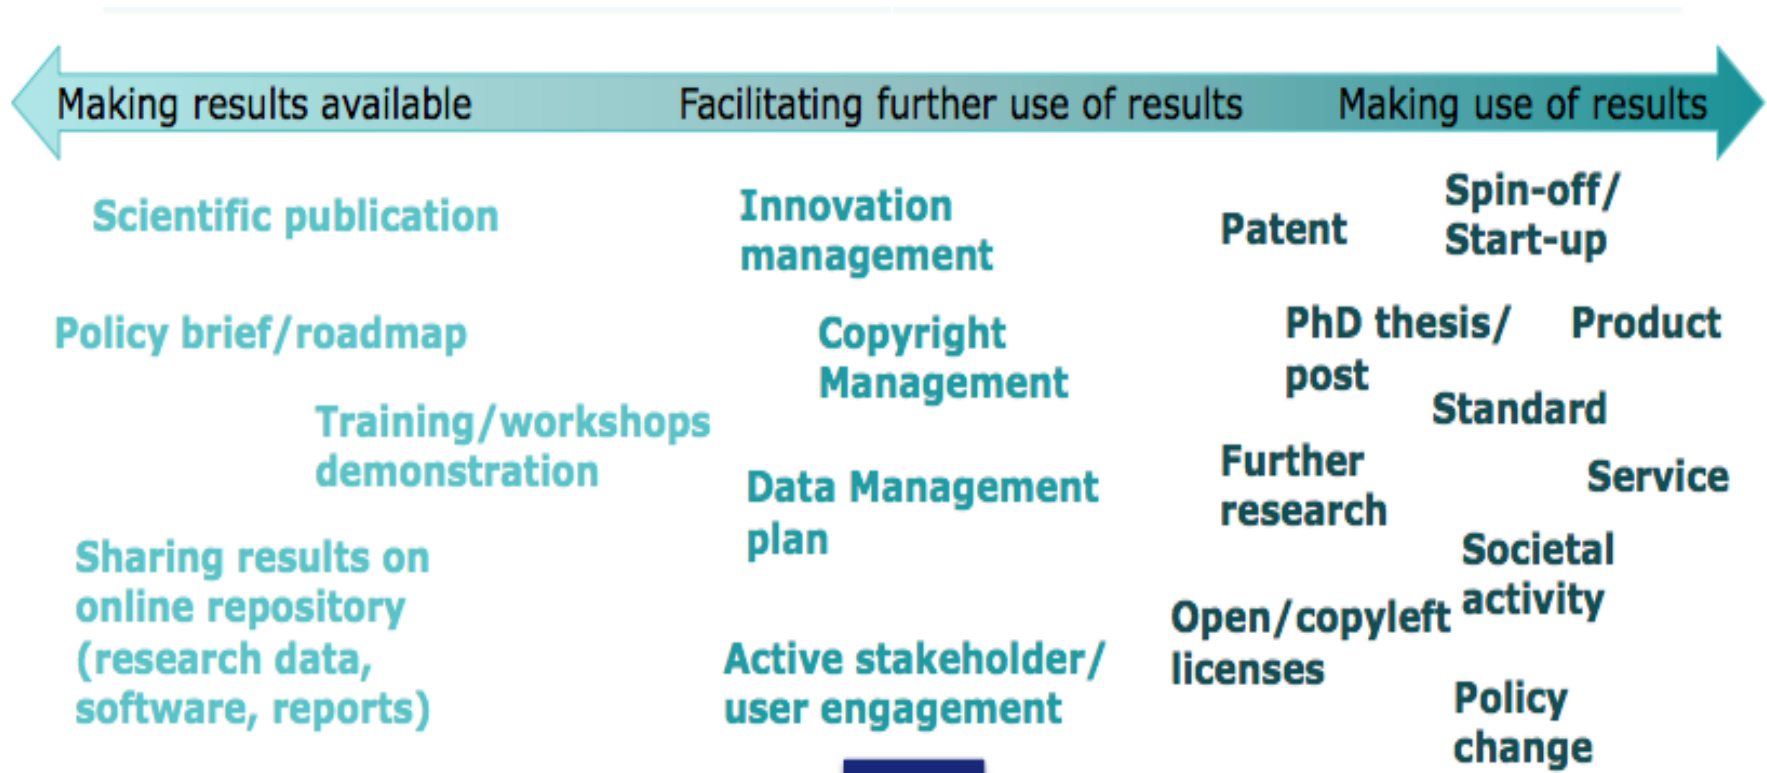 Making results available
Facilitating further use of results
Making use of results
Scientific publication
Policy brief/roadmap
Training/workshops
demonstration
Sharing results on
online repository
(research data,
software, reports)
Innovation
management
Copyright
Management
Data Management
plan
Active stakeholder/
user engagement
Patent
Spin-off/
Start-up
PhD thesis/
post
Product
Standard
Further
research
Service
Societal
activity
Open/copyleft
licenses
Policy
change